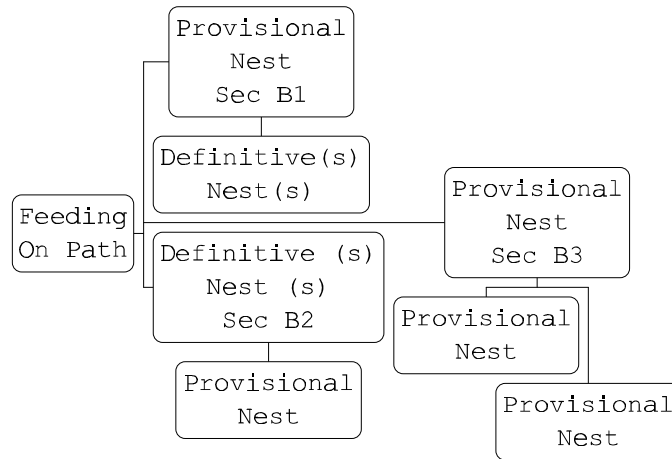 Provisional
Nest
Sec B1
Definitive(s)
Nest(s)
Feeding
On Path
Provisional
Nest
Sec B3
Definitive (s)
Nest (s)
Sec B2
Provisional
Nest
Provisional
Nest
Provisional
Nest